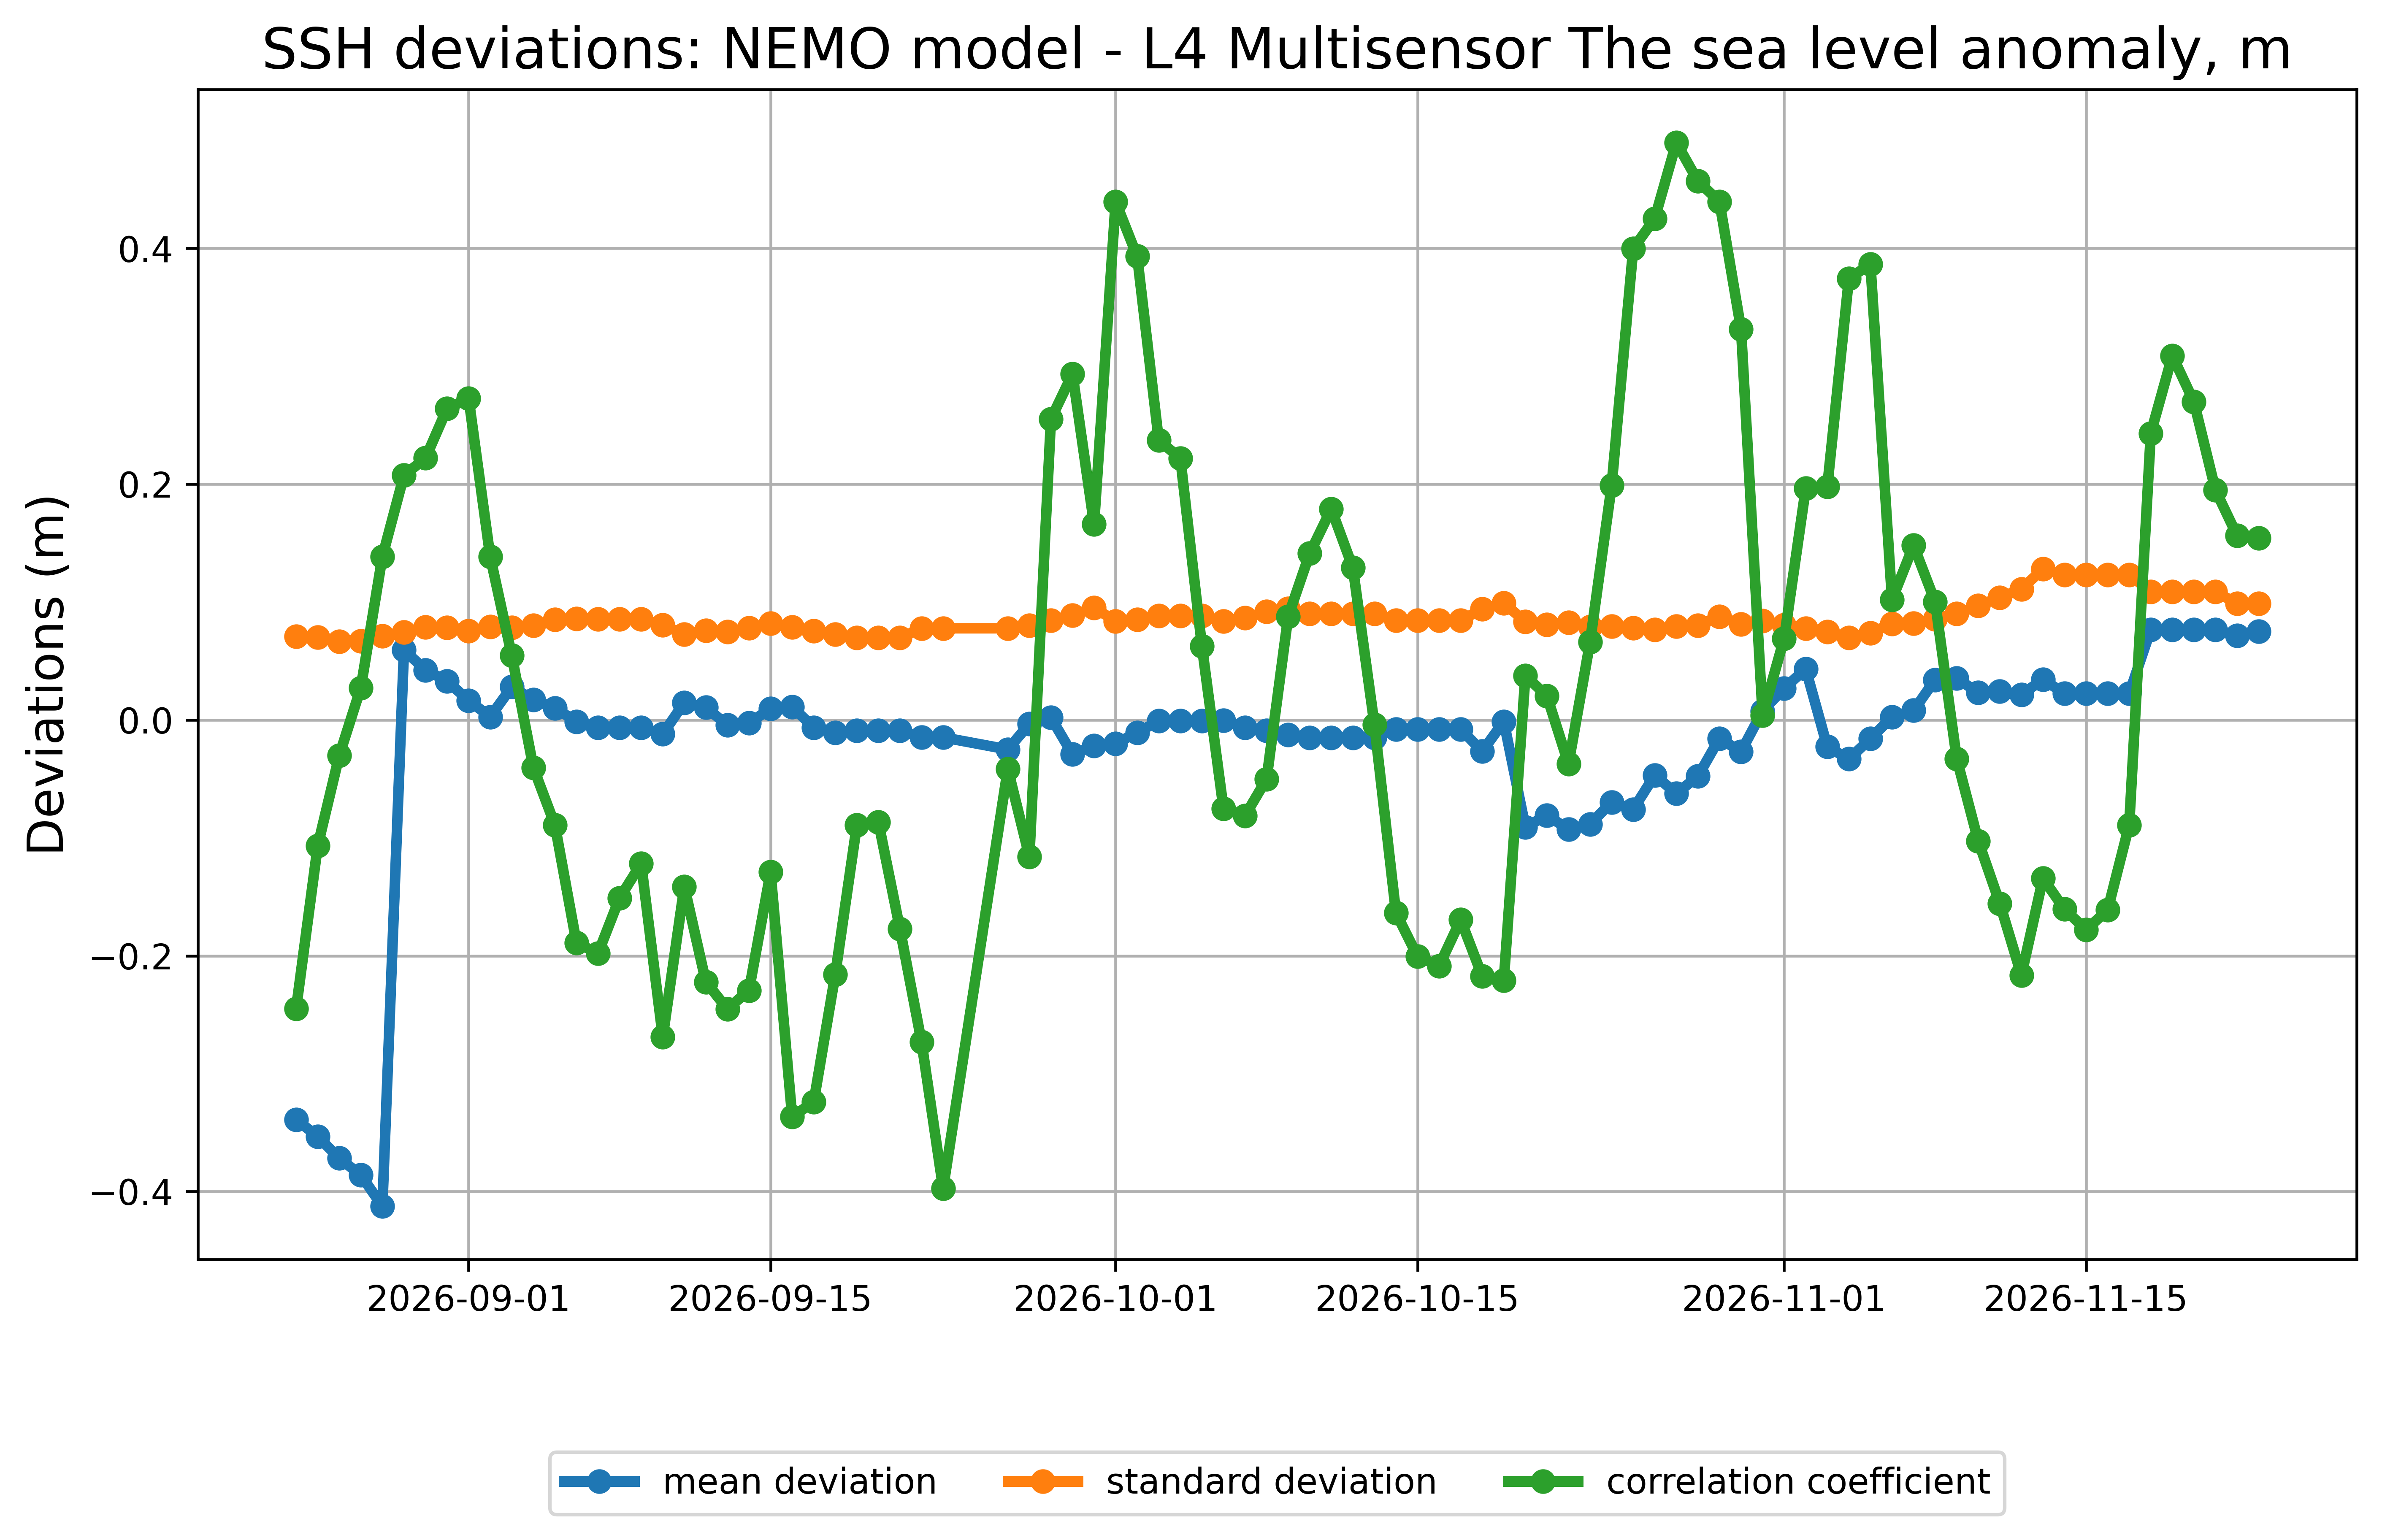 SSH deviations: NEMO model - L4 Multisensor The sea level anomaly, m
Deviations (m)
0.4
0.2
0.0
−0.2
−0.4
2026-09-01 2026-09-15 2026-10-01 2026-10-15 2026-11-01 2026-11-15
mean deviation standard deviation correlation coefficient